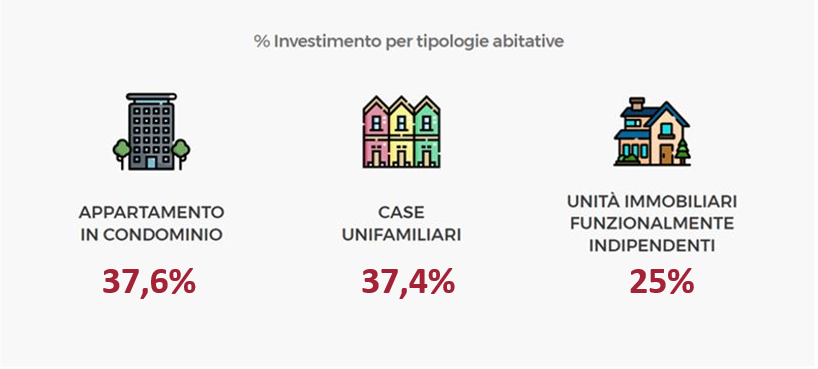 % Investimento per tipologie abitative
APPARTAMENTO
IN CONDOMINIO
37,6%
CASE
UNIFAMILIARI
37,4%
UNITÀ IMMOBILIARI
FUNZIONALMENTE
INDIPENDENTI
25%